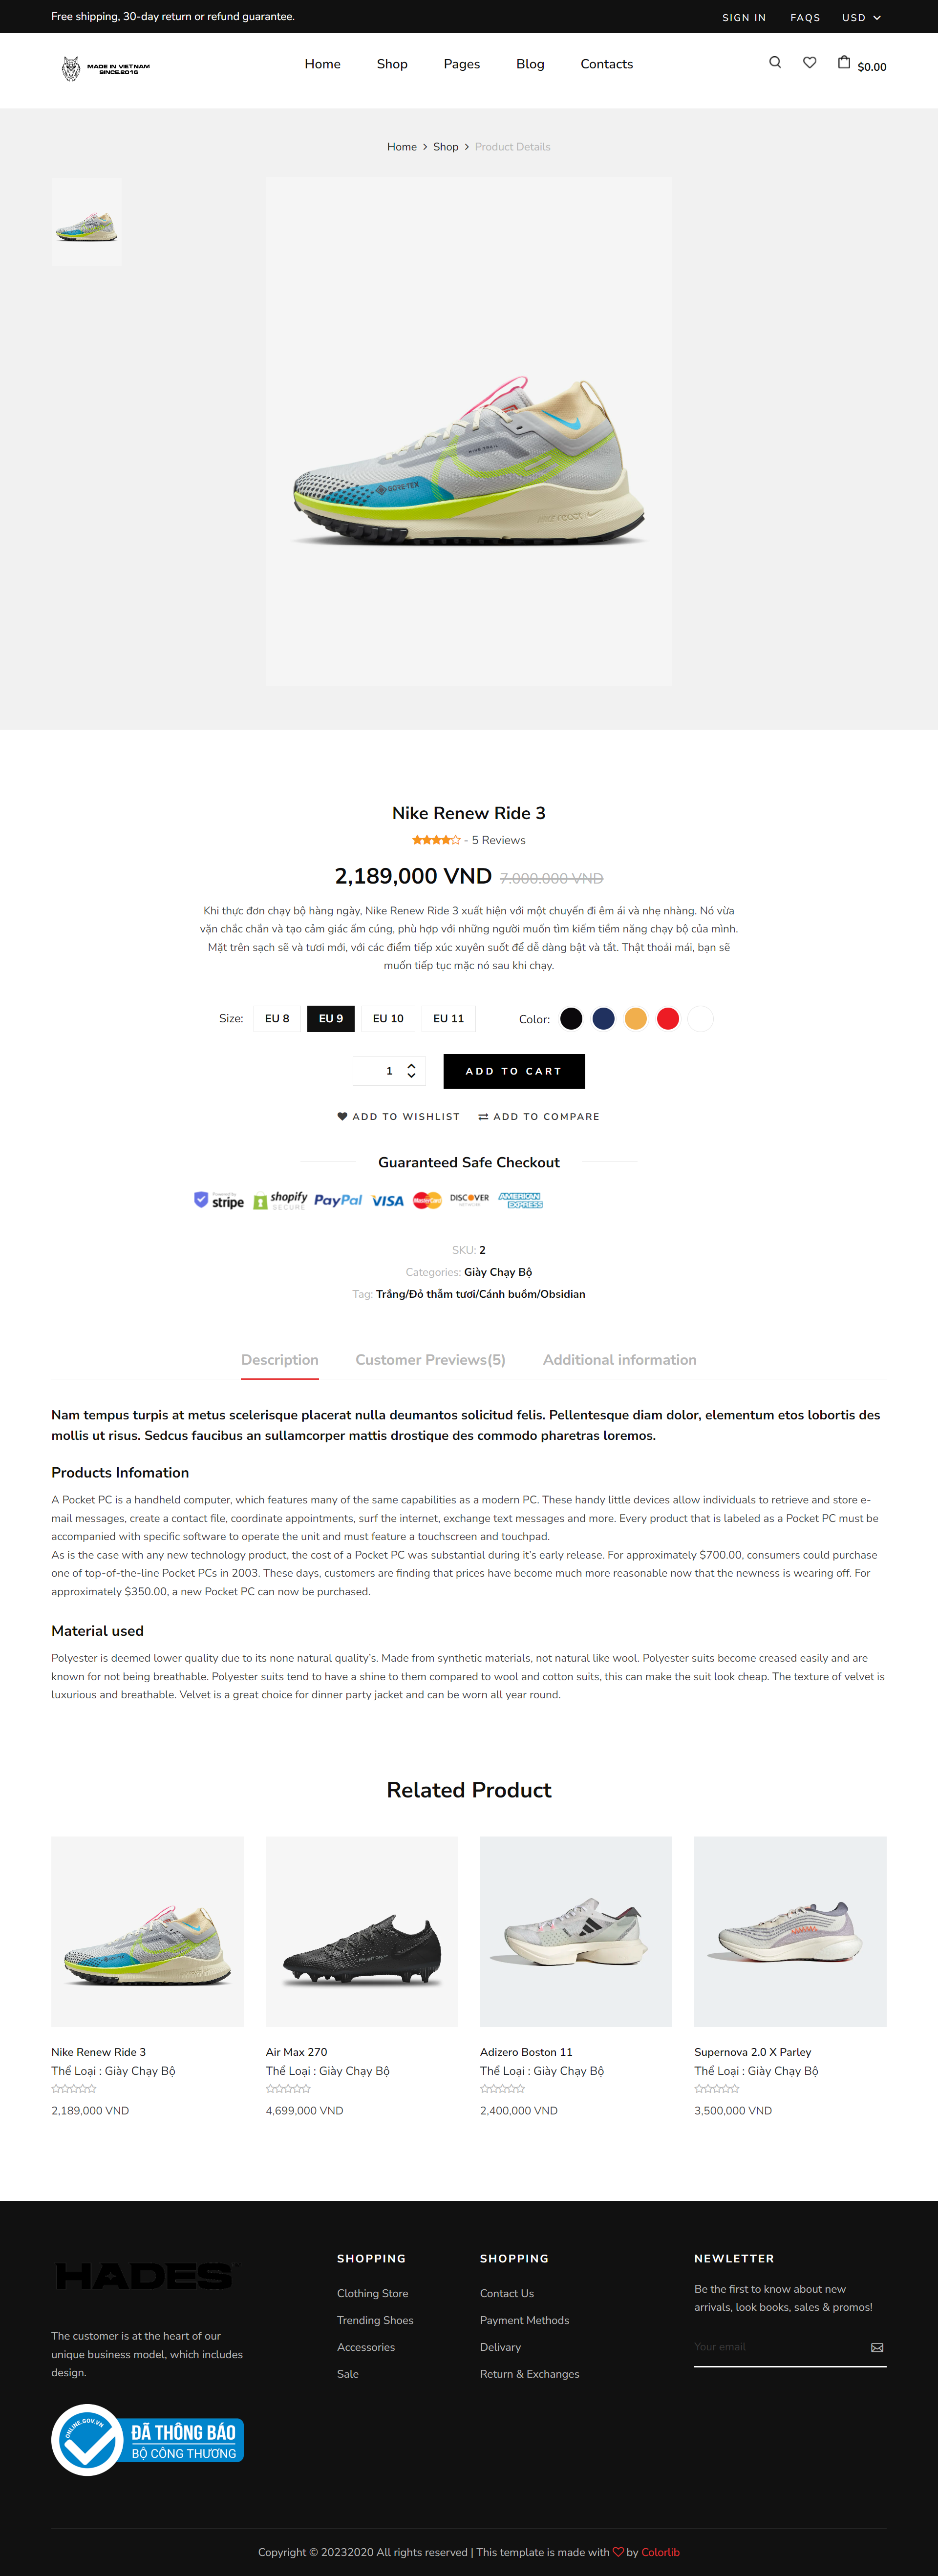 Free shipping, 30-day return or refund guarantee.
SIGN IN
FAQS
USD
MADE IN VIETNAM
SINCE.2016
Home
Shop
Pages
Blog
Contacts
$0.00
Home
Shop
Product Details
NIKE TRAIL
GORE-TEX
Nike Renew Ride 3
- 5 Reviews
2,189,000 VND 7.000.000 VND
Khi thực đơn chạy bộ hàng ngày, Nike Renew Ride 3 xuất hiện với một chuyến đi êm ái và nhẹ nhàng. Nó vừa
vặn chắc chắn và tạo cảm giác ấm cúng, phù hợp với những người muốn tìm kiếm tiềm năng chạy bộ của mình.
Mặt trên sạch sẽ và tươi mới, với các điểm tiếp xúc xuyên suốt để dễ dàng bật và tắt. Thật thoải mái, bạn sẽ
muốn tiếp tục mặc nó sau khi chạy.
Size:
EU 8
EU 9
EU 10
EU 11
Color:
1
ADD TO CART
ADD TO WISHLIST
ADD TO COMPARE
Guaranteed Safe Checkout
Powered by
stripe
shopify
SECURE
PayPal
VISA
MasterCard
DISCOVER
NETWORK
AMERICAN
EXPRESS
SKU: 2
Categories: Giày Chạy Bộ
Tag: Trắng/Đỏ thẫm tươi/Cánh buồm/Obsidian
Description
Customer Previews(5)
Additional information
Nam tempus turpis at metus scelerisque placerat nulla deumantos solicitud felis. Pellentesque diam dolor, elementum etos lobortis des
mollis ut risus. Sedcus faucibus an sullamcorper mattis drostique des commodo pharetras loremos.
Products Infomation
A Pocket PC is a handheld computer, which features many of the same capabilities as a modern PC. These handy little devices allow individuals to retrieve and store e-
mail messages, create a contact file, coordinate appointments, surf the internet, exchange text messages and more. Every product that is labeled as a Pocket PC must be
accompanied with specific software to operate the unit and must feature a touchscreen and touchpad.
As is the case with any new technology product, the cost of a Pocket PC was substantial during it's early release. For approximately $700.00, consumers could purchase
one of top-of-the-line Pocket PCs in 2003. These days, customers are finding that prices have become much more reasonable now that the newness is wearing off. For
approximately $350.00, a new Pocket PC can now be purchased.
Material used
Polyester is deemed lower quality due to its none natural quality's. Made from synthetic materials, not natural like wool. Polyester suits become creased easily and are
known for not being breathable. Polyester suits tend to have a shine to them compared to wool and cotton suits, this can make the suit look cheap. The texture of velvet is
luxurious and breathable. Velvet is a great choice for dinner party jacket and can be worn all year round.
Related Product
Nike Renew Ride 3
Thể Loại : Giày Chạy Bộ
2,189,000 VND
Air Max 270
Thể Loại : Giày Chạy Bộ
4,699,000 VND
Adizero Boston 11
Thể Loại : Giày Chạy Bộ
2,400,000 VND
Supernova 2.0 X Parley
Thể Loại : Giày Chạy Bộ
3,500,000 VND
HADES
The customer is at the heart of our
unique business model, which includes
design.
ONLINE.GOV.VN
ĐÃ THÔNG BÁO
BỘ CÔNG THƯƠNG
SHOPPING
Clothing Store
Trending Shoes
Accessories
Sale
SHOPPING
Contact Us
Payment Methods
Delivary
Return & Exchanges
NEWLETTER
Be the first to know about new
arrivals, look books, sales & promos!
Your email
Copyright © 20232020 All rights reserved | This template is made with by Colorlib